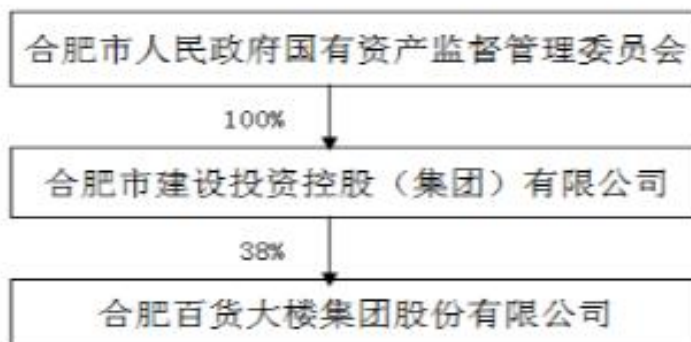 合肥市人民政府国有资产监督管理委员会
100%
合肥市建设投资控股（集团）有限公司
38%
合肥百货大楼集团股份有限公司